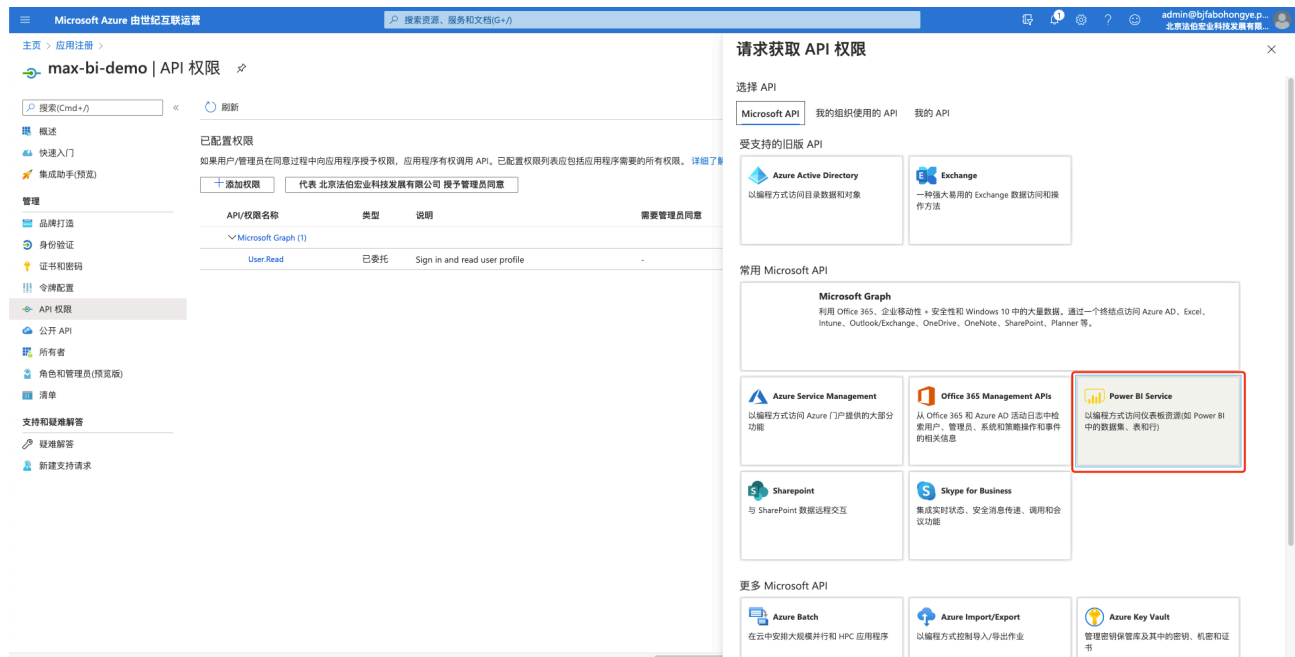 Microsoft Azure 由世纪互联运营
搜索资源、服务和文档(G+/)
1
admin@bjfabohongye.p...
北京法伯宏业科技发展有限...
主页 > 应用注册 >
max-bi-demo | API 权限
搜索(Cmd+/)
«
概述
快速入门
集成助手(预览)
管理
品牌打造
身份验证
证书和密码
令牌配置
API 权限
公开 API
所有者
角色和管理员(预览版)
清单
支持和疑难解答
疑难解答
新建支持请求
刷新
已配置权限
如果用户/管理员在同意过程中向应用程序授予权限，应用程序有权调用 API。已配置权限列表应包括应用程序需要的所有权限。 详细了解
添加权限
代表 北京法伯宏业科技发展有限公司 授予管理员同意
API/权限名称 类型 说明 需要管理员同意
Microsoft Graph (1)
User.Read 已委托 Sign in and read user profile -
请求获取 API 权限
选择 API
Microsoft API 我的组织使用的 API 我的 API
受支持的旧版 API
Azure Active Directory
以编程方式访问目录数据和对象
Exchange
一种强大易用的 Exchange 数据访问和操
作方法
常用 Microsoft API
Microsoft Graph
利用 Office 365、企业移动性 + 安全性和 Windows 10 中的大量数据。通过一个终结点访问 Azure AD、Excel、
Intune、Outlook/Exchange、OneDrive、OneNote、SharePoint、Planner 等。
Azure Service Management
以编程方式访问 Azure 门户提供的大部分
功能
Office 365 Management APIs
从 Office 365 和 Azure AD 活动日志中检
索用户、管理员、系统和策略操作和事件
的相关信息
Power BI Service
以编程方式访问仪表板资源(如 Power BI
中的数据集、表和行)
Sharepoint
与 SharePoint 数据远程交互
Skype for Business
集成实时状态、安全消息传递、调用和会
议功能
更多 Microsoft API
Azure Batch
在云中安排大规模并行和 HPC 应用程序
Azure Import/Export
以编程方式控制导入/导出作业
Azure Key Vault
管理密钥保管库及其中的密钥、机密和证
书